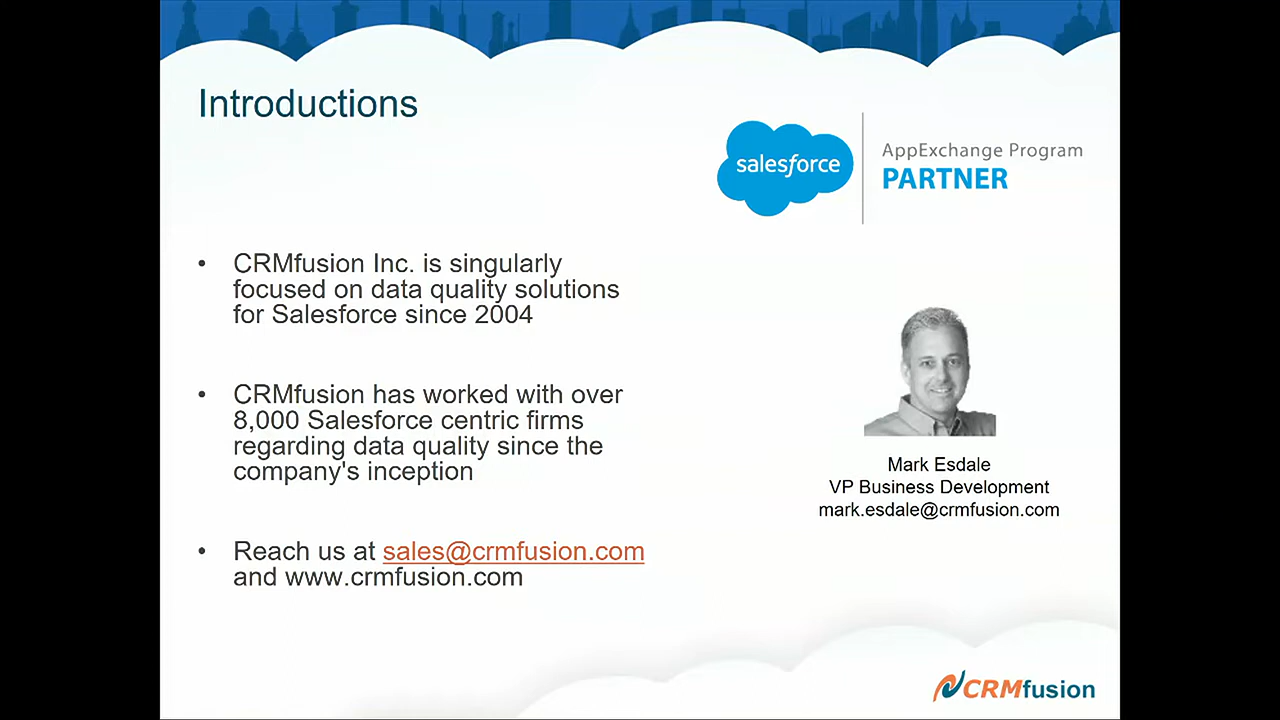 Introductions
salesforce
AppExchange Program
PARTNER
• CRMfusion Inc. is singularly
focused on data quality solutions
for Salesforce since 2004
• CRMfusion has worked with over
8,000 Salesforce centric firms
regarding data quality since the
company's inception
• Reach us at sales@crmfusion.com
and www.crmfusion.com
Mark Esdale
VP Business Development
mark.esdale@crmfusion.com
CRMfusion